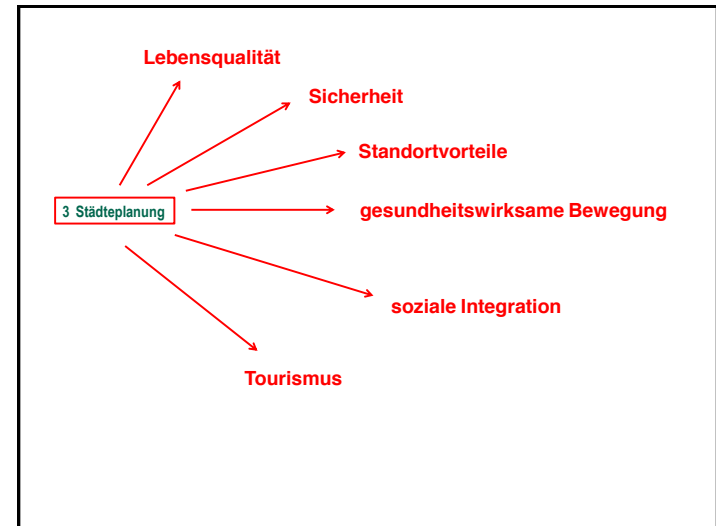 Lebensqualität
Sicherheit
Standortvorteile
3 Städteplanung
gesundheitswirksame Bewegung
soziale Integration
Tourismus